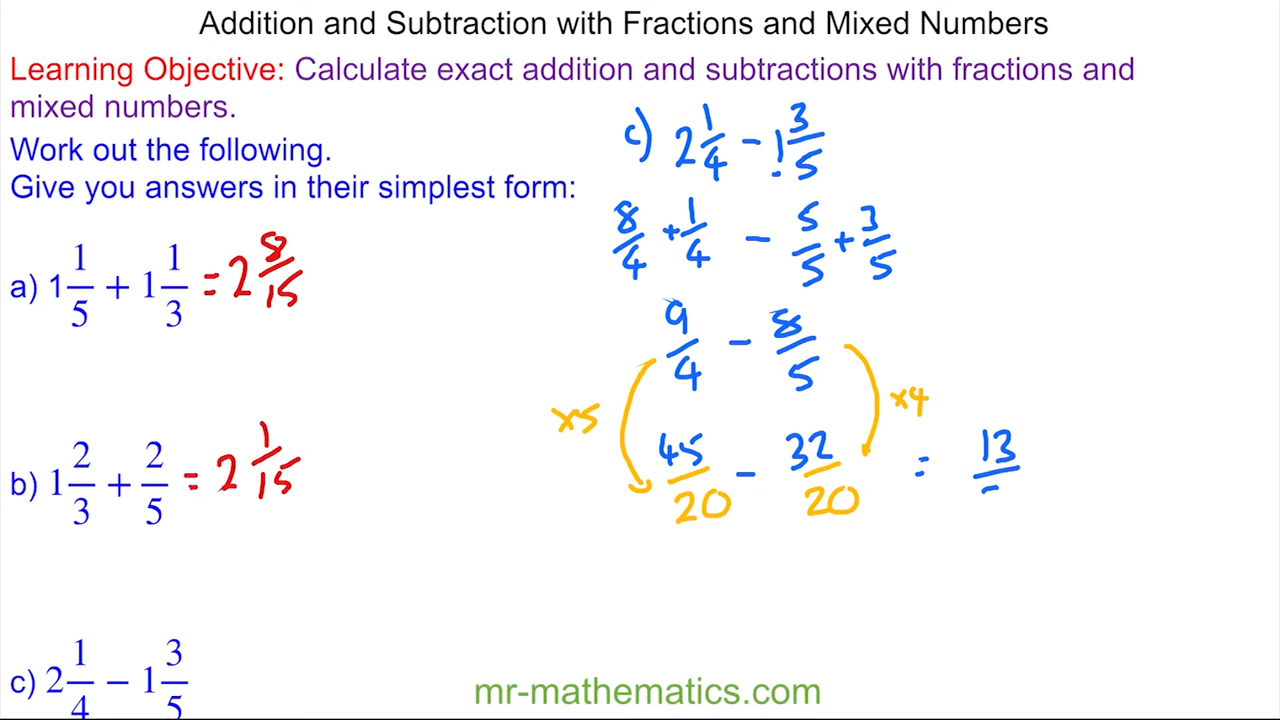 Addition and Subtraction with Fractions and Mixed Numbers
Learning Objective: Calculate exact addition and subtractions with fractions and
mixed numbers.
Work out the following.
Give you answers in their simplest form:
a) 1 1/5 + 1 1/3 = 2 8/15
b) 1 2/3 + 2/5 = 2 1/15
c) 2 1/4 − 1 3/5
c) 2 1/4 − 1 3/5
8/4 + 1/4 − 5/5 + 3/5
9/4 − 8/5
×5 ×4
45/20 − 32/20 = 13/
mr-mathematics.com